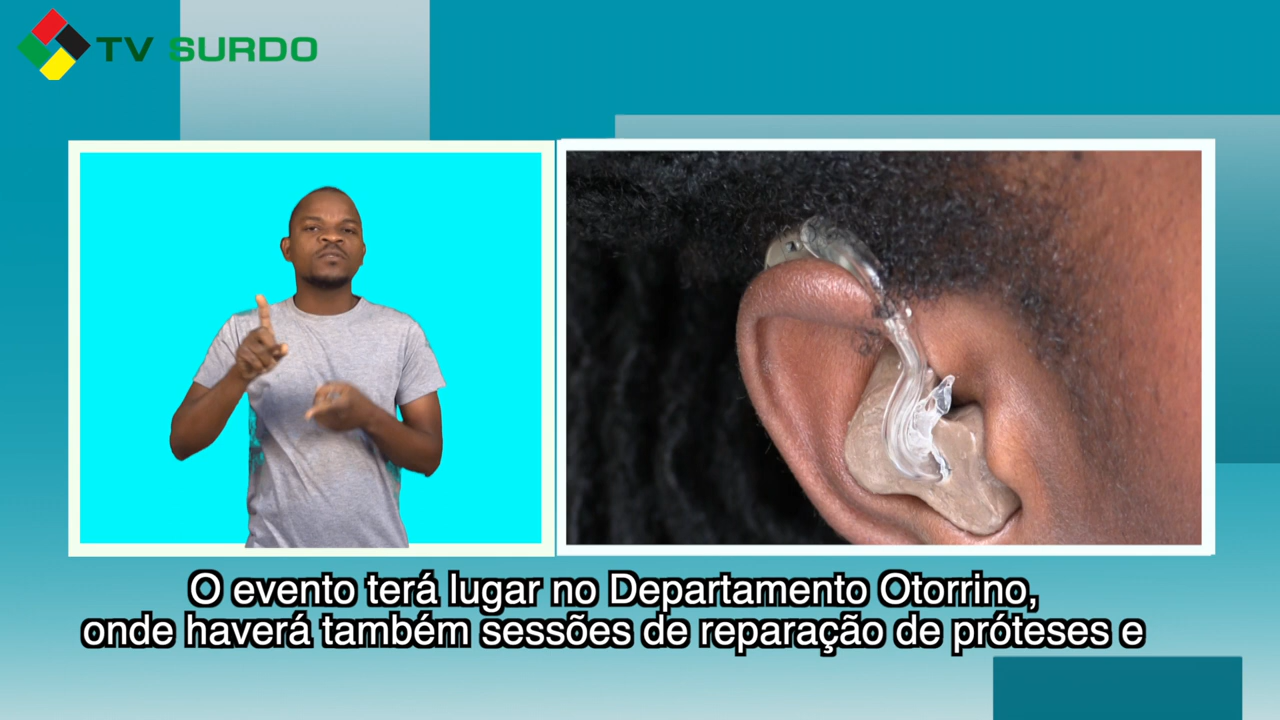 TV SURDO
O evento terá lugar no Departamento Otorrino,
onde haverá também sessões de reparação de próteses e